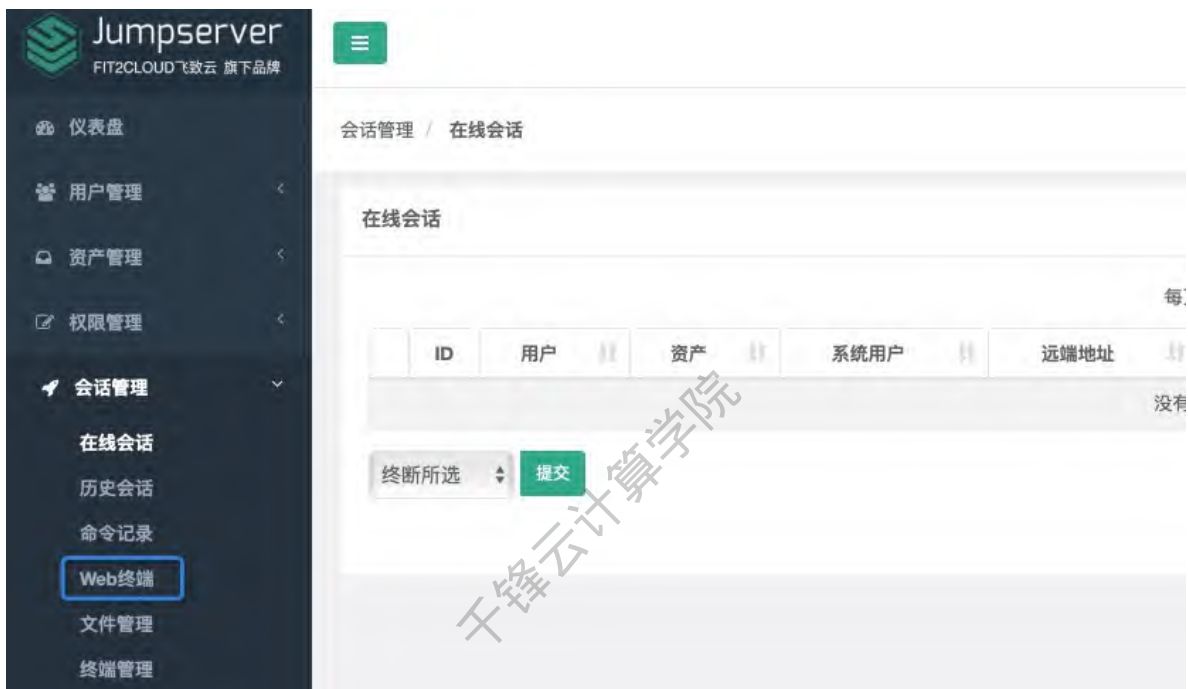 Jumpserver
FIT2CLOUD飞致云 旗下品牌
仪表盘
用户管理
资产管理
权限管理
会话管理
在线会话
历史会话
命令记录
Web终端
文件管理
终端管理
会话管理 / 在线会话
在线会话
每页
ID 用户 资产 系统用户 远端地址
没有
终断所选 提交
千锋云计算学院